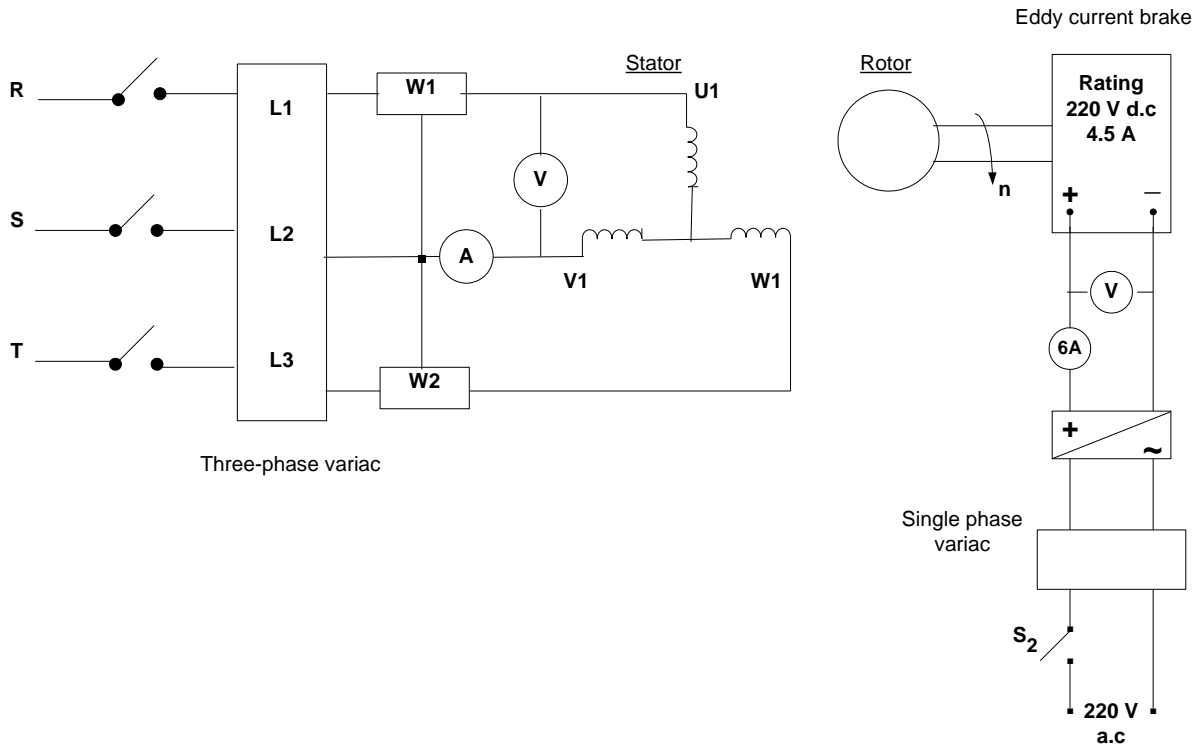 Eddy current brake
Stator
Rotor
R
L1
W1
U1
Rating
220 V d.c
4.5 A
V
+
−
n
S
L2
A
V1
W1
V
T
L3
W2
6A
+
~
Three-phase variac
Single phase
variac
S2
220 V
a.c